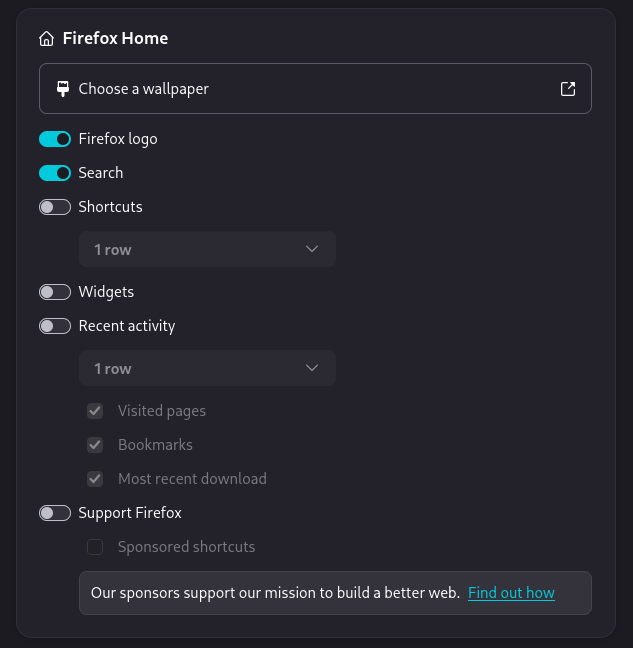 Firefox Home
Choose a wallpaper
Firefox logo
Search
Shortcuts
1 row
Widgets
Recent activity
1 row
Visited pages
Bookmarks
Most recent download
Support Firefox
Sponsored shortcuts
Our sponsors support our mission to build a better web. Find out how